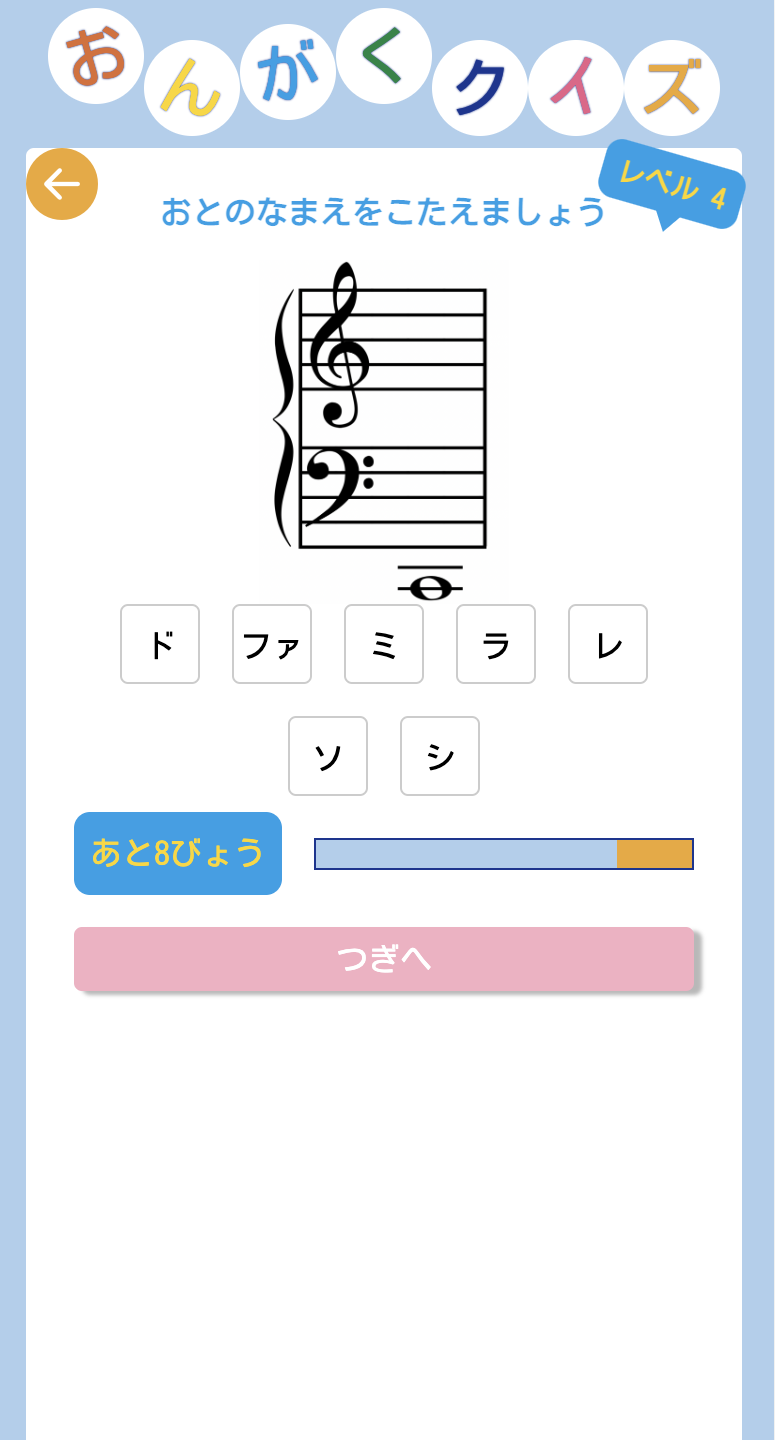 おんがくクイズ
レベル 4
おとのなまえをこたえましょう
ド ファ ミ ラ レ
ソ シ
あと8びょう
つぎへ